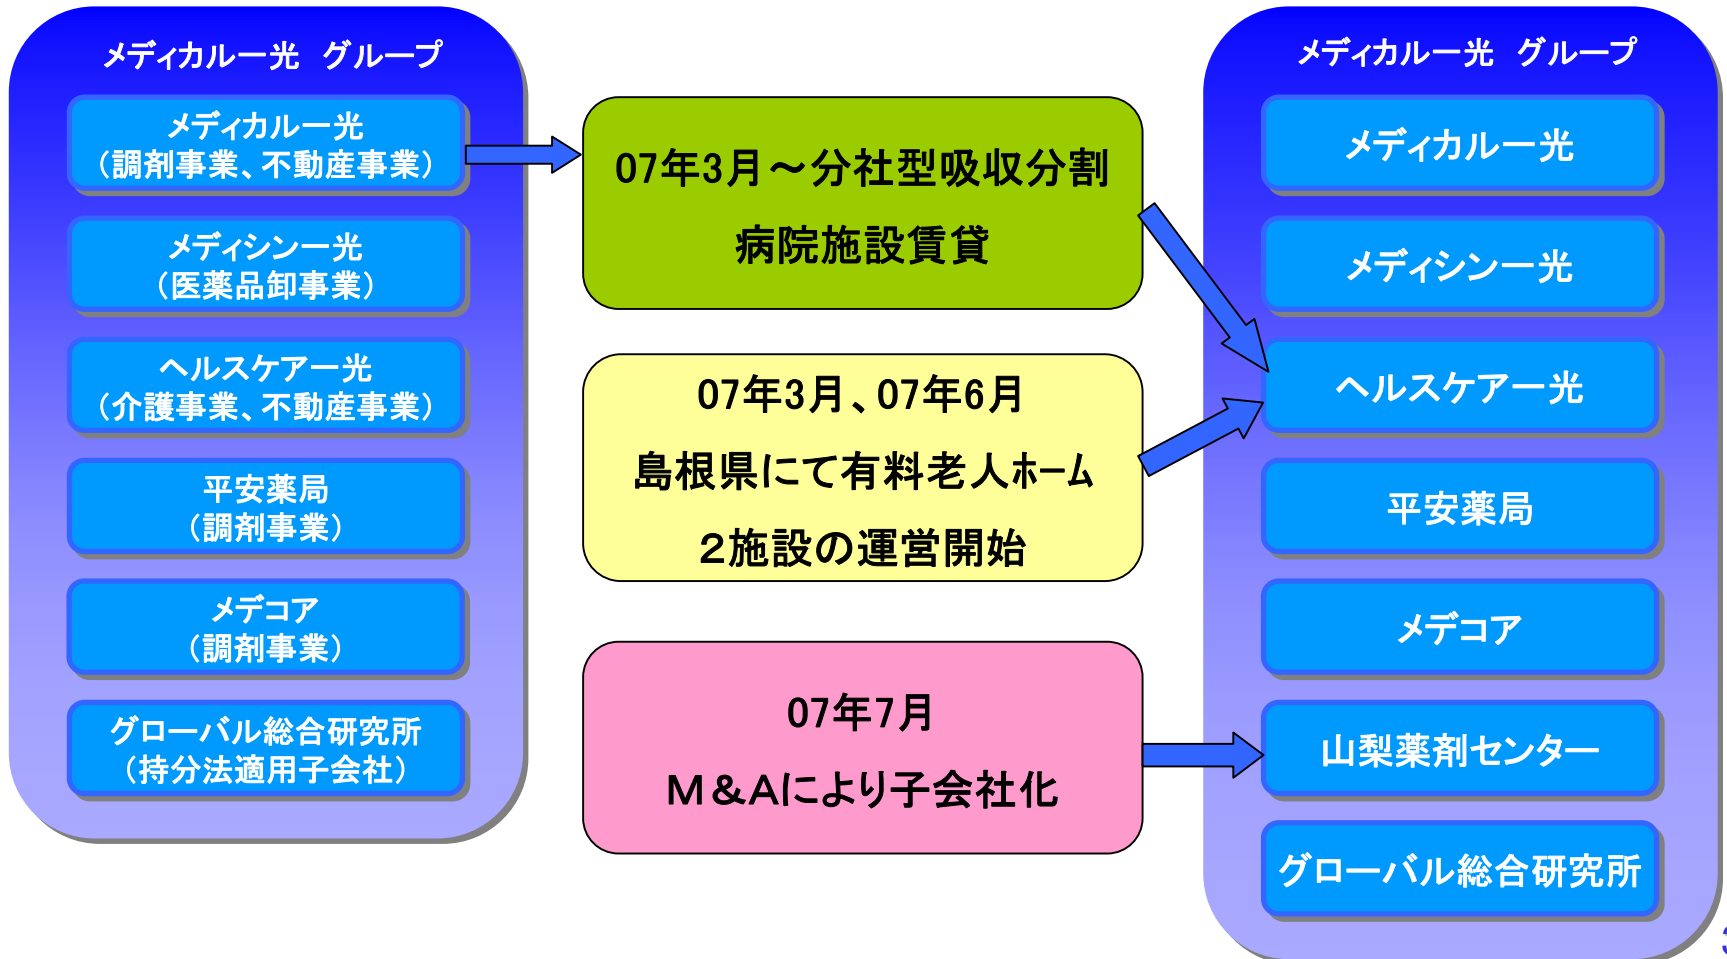 メディカル一光　グループ
メディカル一光
（調剤事業、不動産事業）
メディシン一光
（医薬品卸事業）
ヘルスケア一光
（介護事業、不動産事業）
平安薬局
（調剤事業）
メデコア
（調剤事業）
グローバル総合研究所
（持分法適用子会社）
07年3月～分社型吸収分割
病院施設賃貸
07年3月、07年6月
島根県にて有料老人ﾎｰﾑ
２施設の運営開始
07年7月
Ｍ＆Ａにより子会社化
メディカル一光　グループ
メディカル一光
メディシン一光
ヘルスケア一光
平安薬局
メデコア
山梨薬剤センター
グローバル総合研究所